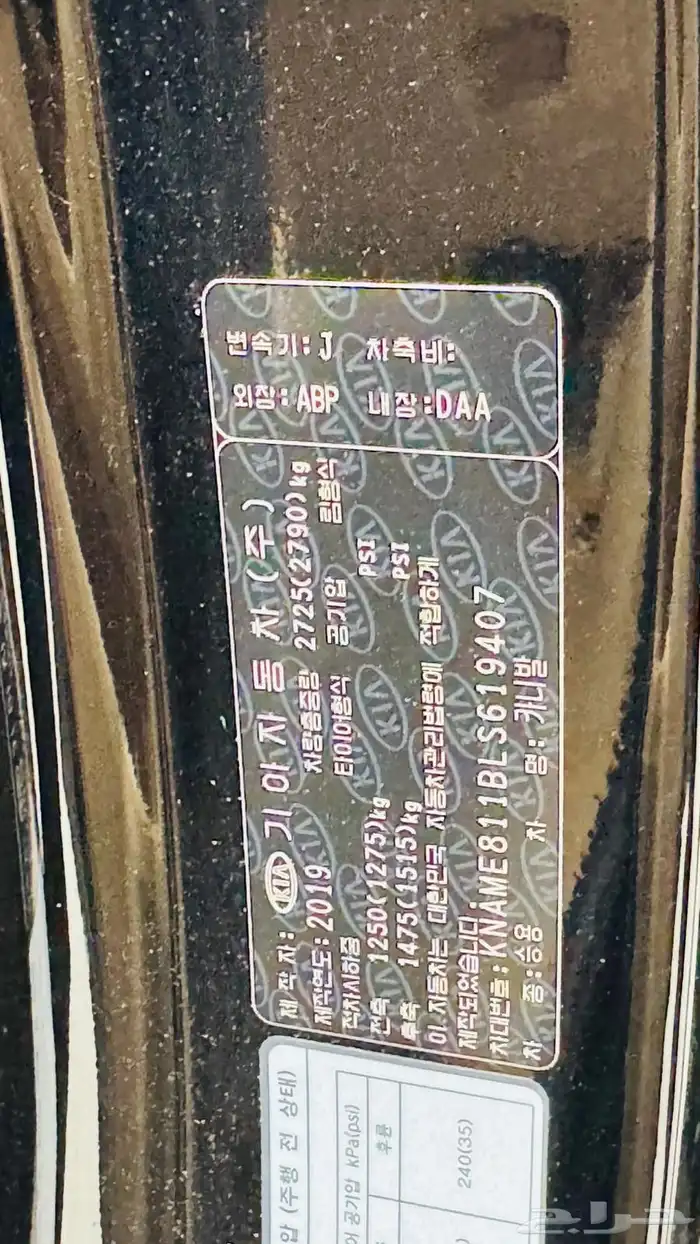 변속기: J 차축비:
외장: ABP 내장: DAA
제 작 자: KIA 기 아 자 동 차 (주)
제작연도: 2019 차량총중량 2725(2790)kg
적차시하중 타이어형식 공기압 림형식
전축 1250(1275)kg PSI
후축 1475(1515)kg PSI
이 자동차는 대한민국 자동차관리법령에 적합하게
제작되었습니다.
차대번호: KNAME811BLS619407
차 종: 승용 차 명: 카니발
압 (주행 전 상태)
어 공기압 kPa(psi)
후륜
240(35)
حراج